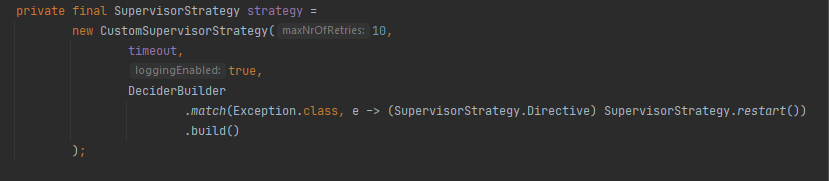 private final SupervisorStrategy strategy =
new CustomSupervisorStrategy( maxNrOfRetries: 10,
timeout,
loggingEnabled: true,
DeciderBuilder
.match(Exception.class, e -> (SupervisorStrategy.Directive) SupervisorStrategy.restart())
.build()
);